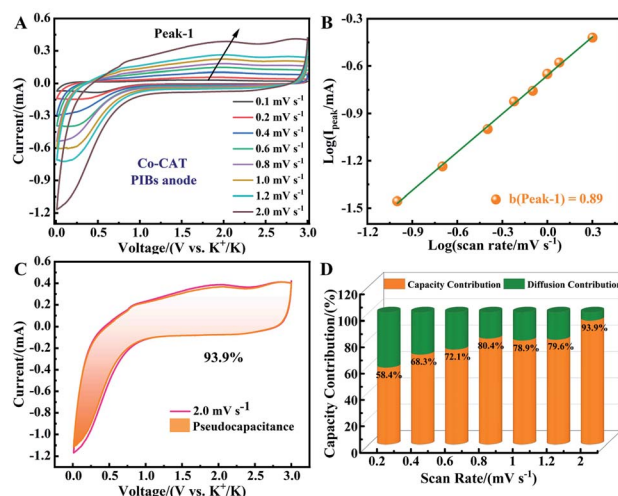 A
Current/(mA)
0.6
0.3
0.0
-0.3
-0.6
-0.9
-1.2
Peak-1
0.1 mV s⁻¹
0.2 mV s⁻¹
0.4 mV s⁻¹
0.6 mV s⁻¹
0.8 mV s⁻¹
1.0 mV s⁻¹
1.2 mV s⁻¹
2.0 mV s⁻¹
Co-CAT
PIBs anode
0.0 0.5 1.0 1.5 2.0 2.5 3.0
Voltage/(V vs. K⁺/K)
B
Log(Ipeak/mA)
-0.3
-0.6
-0.9
-1.2
-1.5
b(Peak-1) = 0.89
-1.2 -0.9 -0.6 -0.3 0.0 0.3
Log(scan rate/mV s⁻¹)
C
Current/(mA)
0.6
0.4
0.2
0.0
-0.2
-0.4
-0.6
-0.8
-1.0
-1.2
93.9%
2.0 mV s⁻¹
Pseudocapacitance
0.0 0.5 1.0 1.5 2.0 2.5 3.0
Voltage/(V vs. K⁺/K)
D
Capacity Contribution/(%)
Capacity Contribution
Diffusion Contribution
120
100
80
60
40
20
0
58.4%
68.3%
72.1%
80.4%
78.9%
79.6%
93.9%
0.2 0.4 0.6 0.8 1 1.2 2
Scan Rate/(mV s⁻¹)